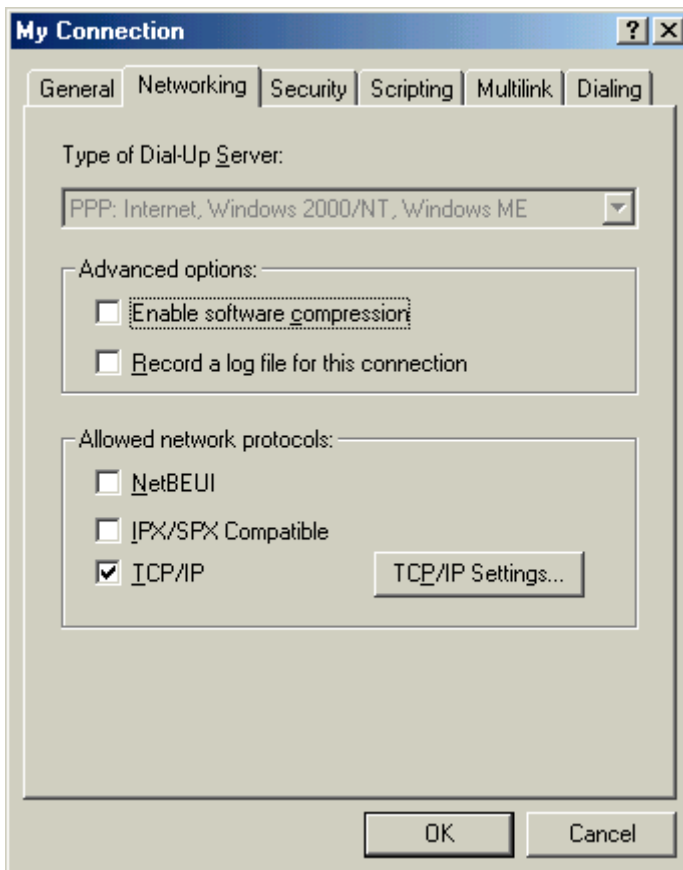 My Connection
General Networking Security Scripting Multilink Dialing
Type of Dial-Up Server:
PPP: Internet, Windows 2000/NT, Windows ME
Advanced options:
Enable software compression
Record a log file for this connection
Allowed network protocols:
NetBEUI
IPX/SPX Compatible
TCP/IP TCP/IP Settings...
OK Cancel